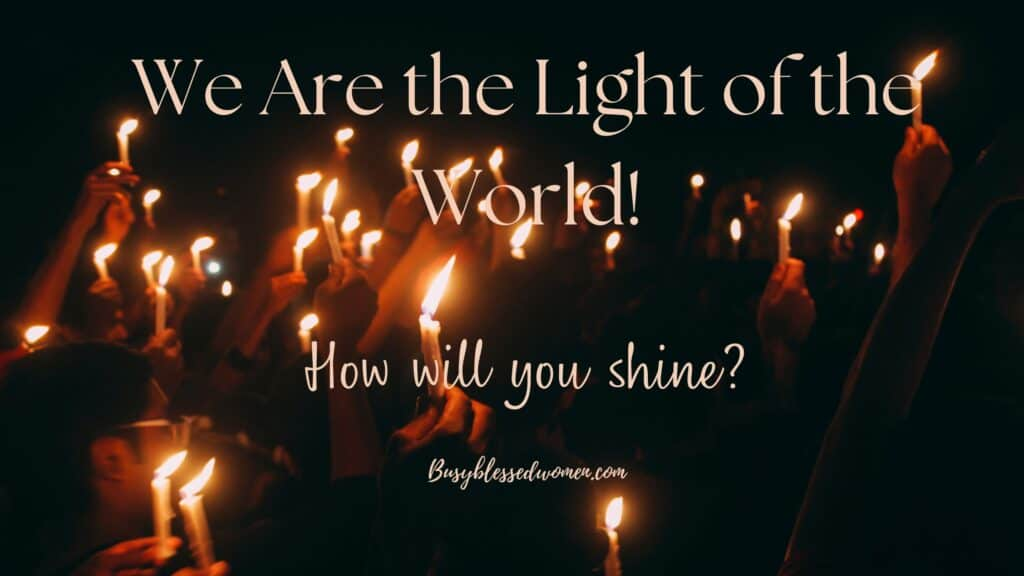 We Are the Light of the
World!
How will you shine?
Busyblessedwomen.com